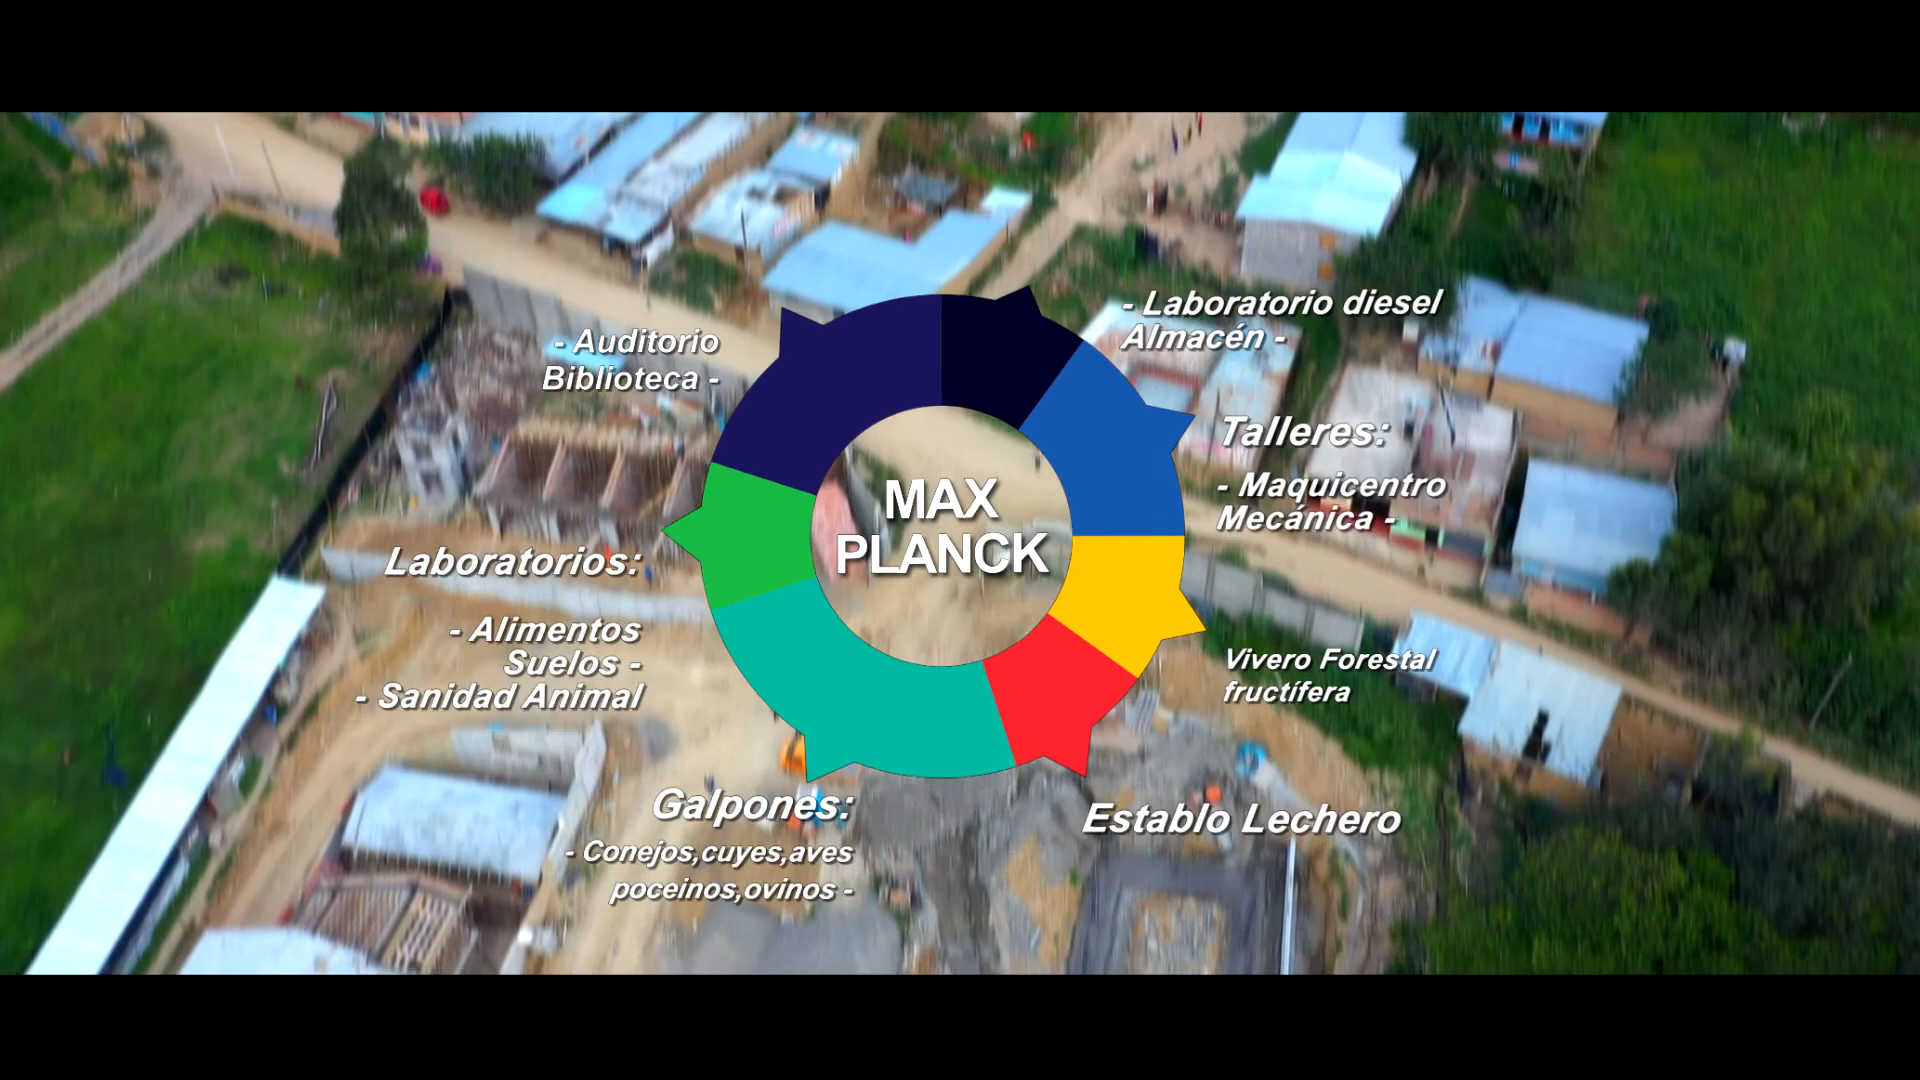 - Auditorio
Biblioteca -
- Laboratorio diesel
Almacén -
Talleres:
- Maquicentro
Mecánica -
MAX
PLANCK
Laboratorios:
- Alimentos
Suelos -
- Sanidad Animal
Vivero Forestal
fructífera
Galpones:
- Conejos,cuyes,aves
poceinos,ovinos -
Establo Lechero